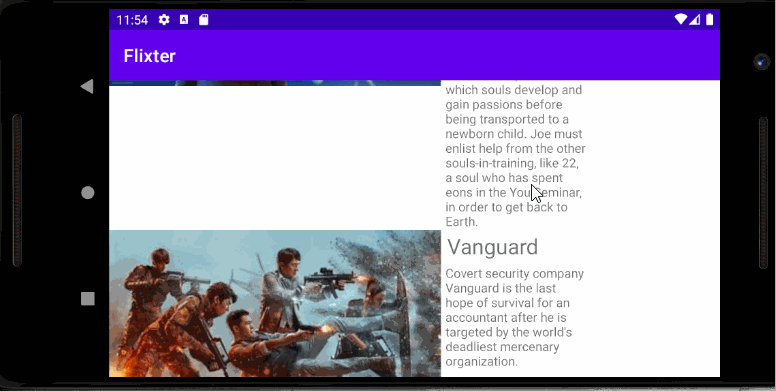 11:54
Flixter
which souls develop and
gain passions before
being transported to a
newborn child. Joe must
enlist help from the other
souls-in-training, like 22,
a soul who has spent
eons in the You Seminar,
in order to get back to
Earth.
Vanguard
Covert security company
Vanguard is the last
hope of survival for an
accountant after he is
targeted by the world's
deadliest mercenary
organization.